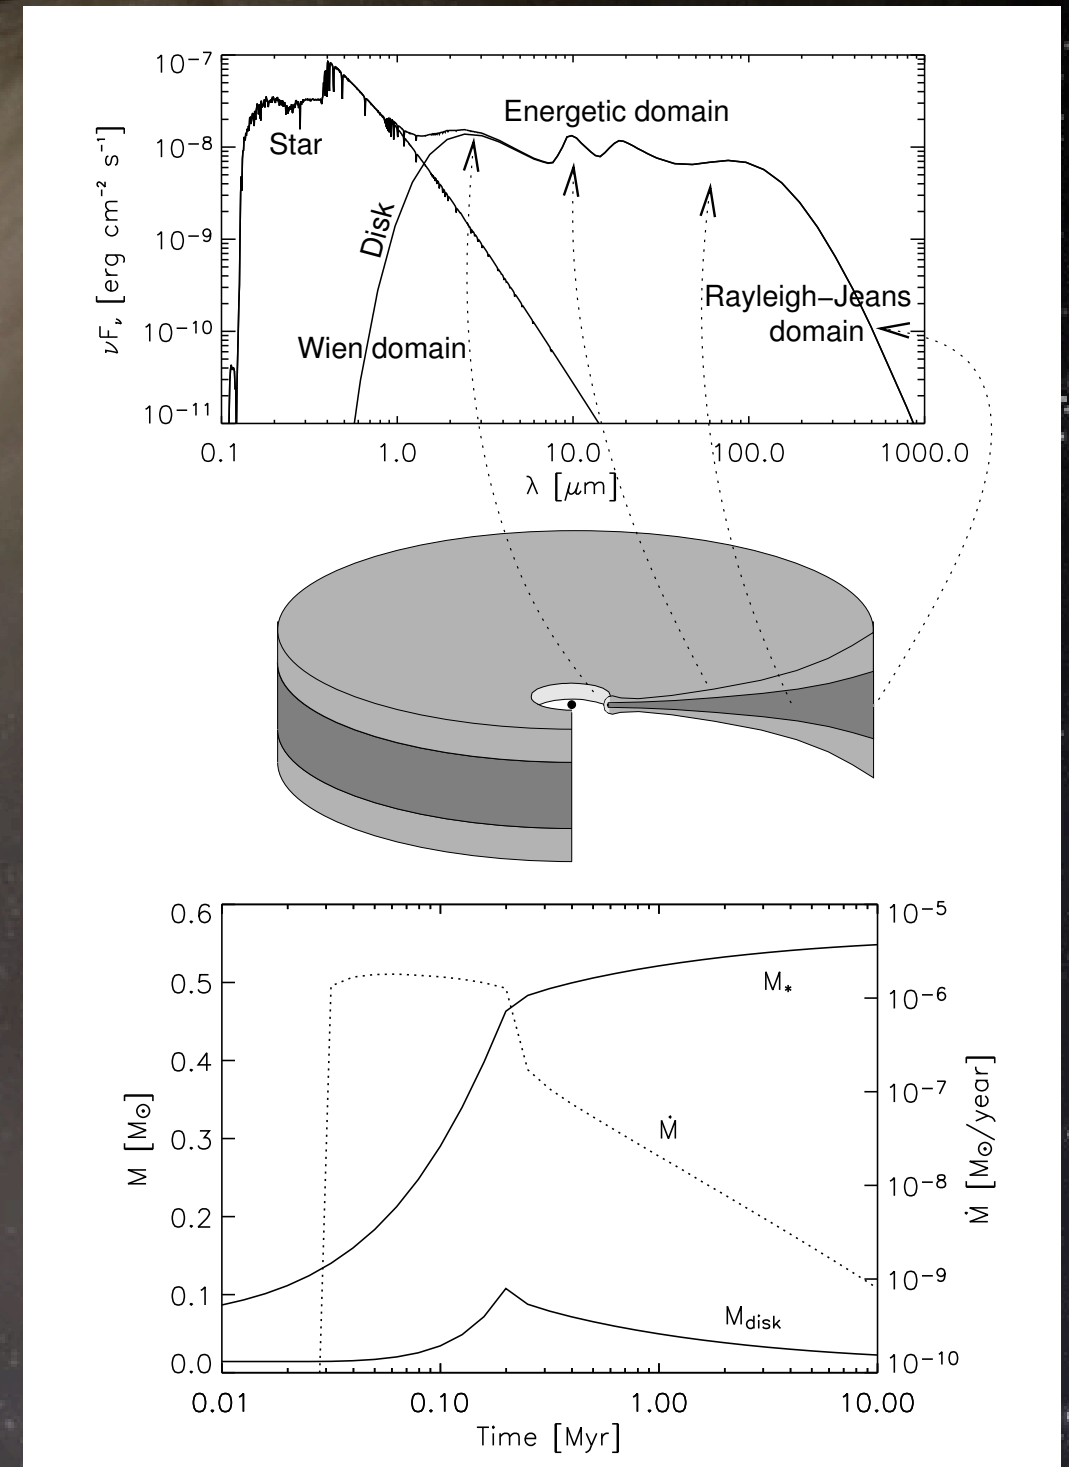 10⁻⁷
10⁻⁸
10⁻⁹
10⁻¹⁰
10⁻¹¹
νFᵥ [erg cm⁻² s⁻¹]
Star
Disk
Energetic domain
Wien domain
Rayleigh–Jeans
domain
0.1 1.0 10.0 100.0 1000.0
λ [μm]
0.6
0.5
0.4
0.3
0.2
0.1
0.0
M [M⊙]
M*
Ṁ
Mdisk
10⁻⁵
10⁻⁶
10⁻⁷
10⁻⁸
10⁻⁹
10⁻¹⁰
Ṁ [M⊙/year]
0.01 0.10 1.00 10.00
Time [Myr]